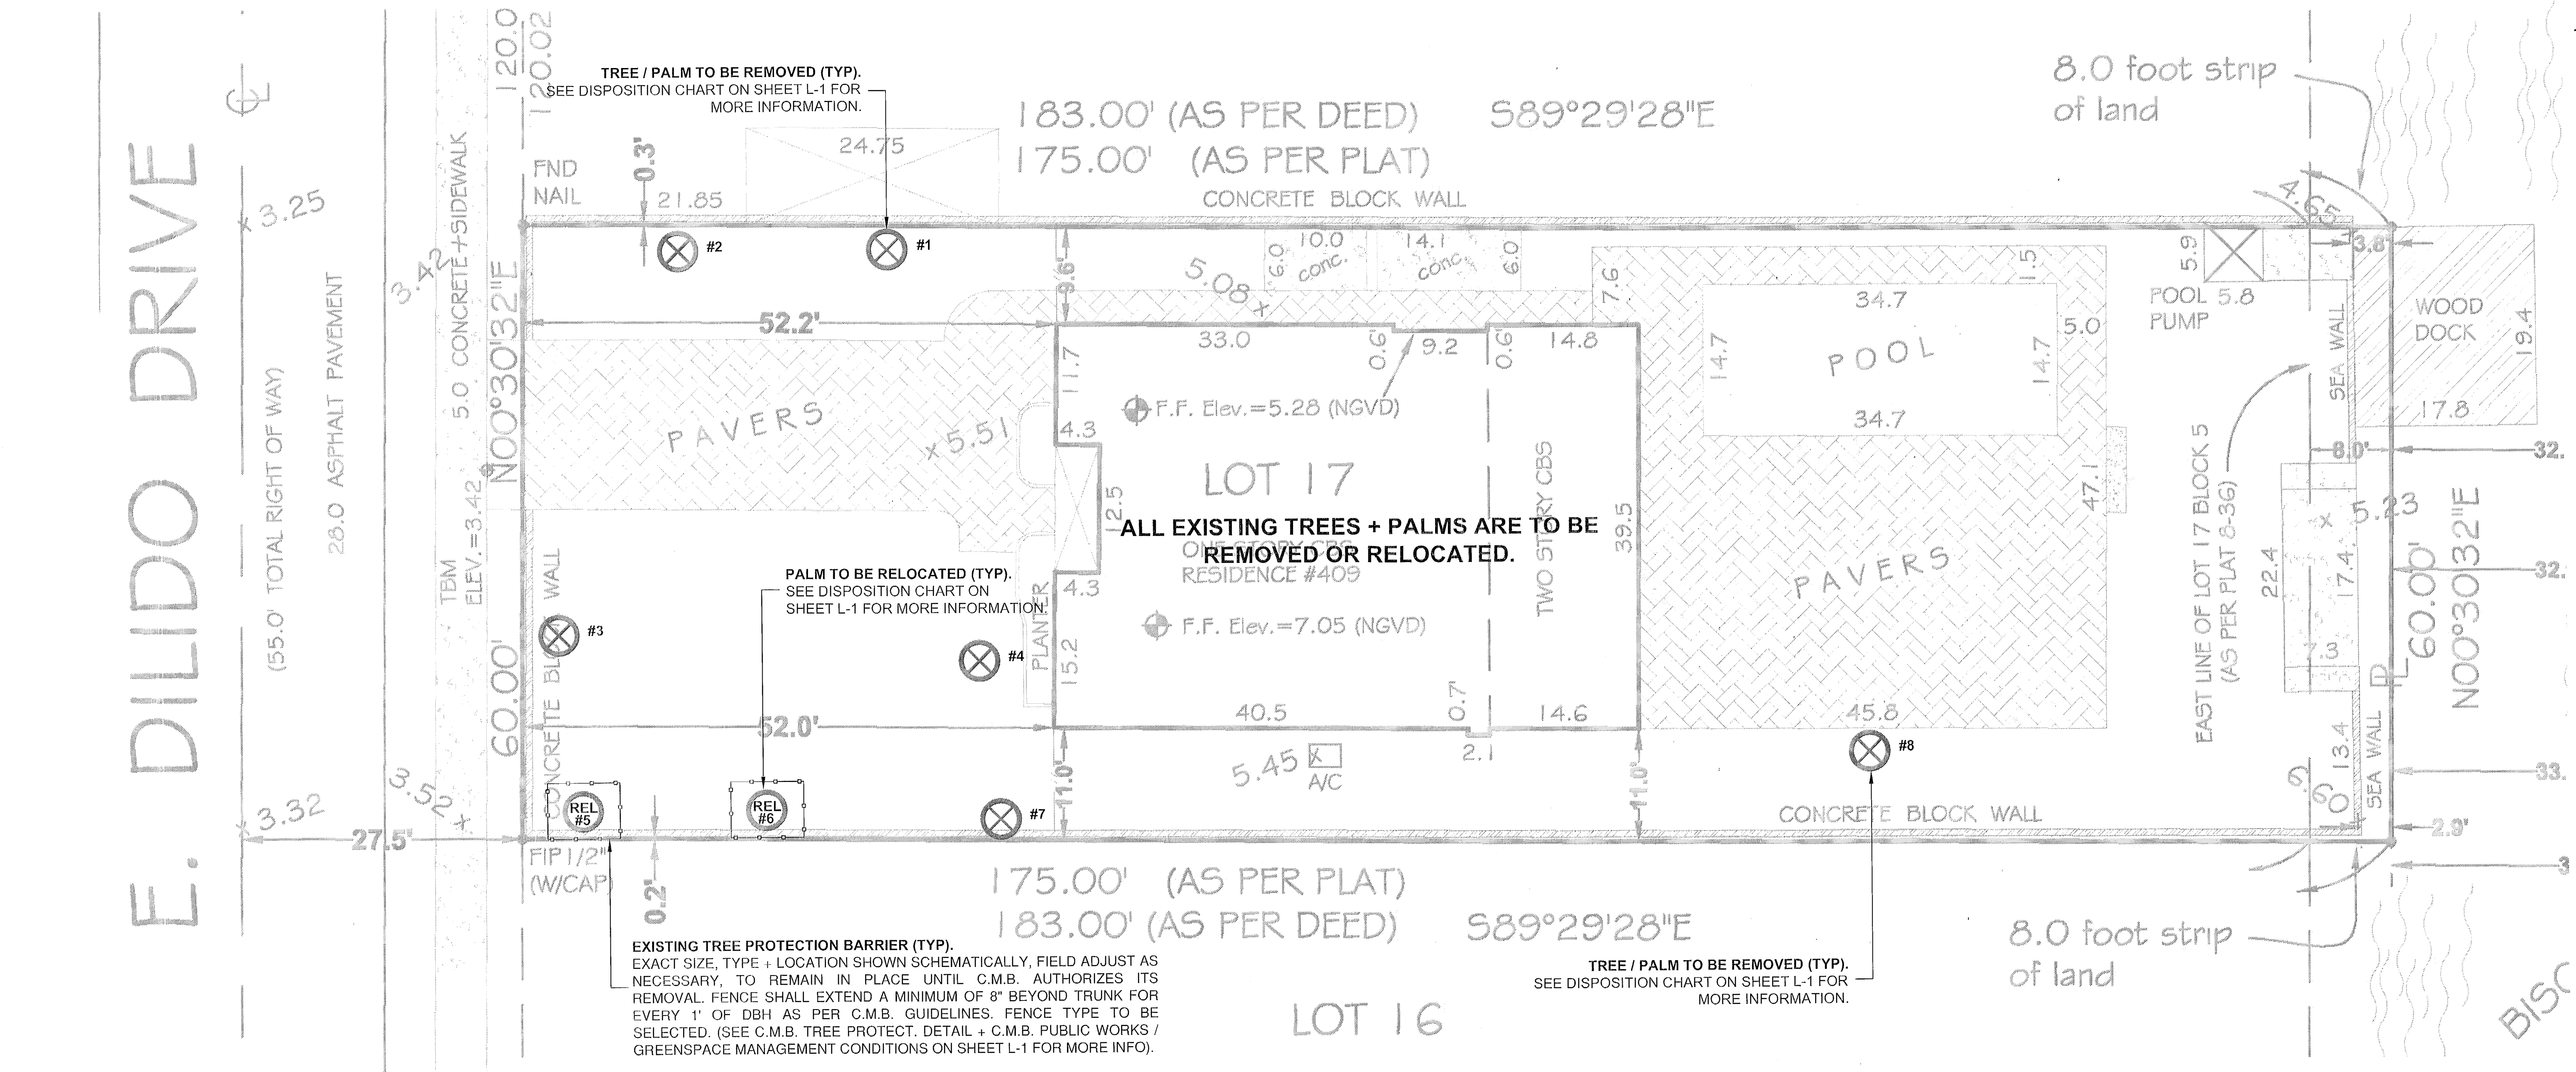 E. DILIDO DRIVE
(55.0' TOTAL RIGHT OF WAY)
28.0 ASPHALT PAVEMENT
5.0 CONCRETE SIDEWALK
3.25
3.42
3.52
3.32
27.5'
TBM
ELEV.=3.42
N00°30'32"E
60.00'
120.0
120.02
TREE / PALM TO BE REMOVED (TYP).
SEE DISPOSITION CHART ON SHEET L-1 FOR
MORE INFORMATION.
FND
NAIL
0.3'
21.85
24.75
183.00' (AS PER DEED) S89°29'28"E
175.00' (AS PER PLAT)
CONCRETE BLOCK WALL
8.0 foot strip
of land
#2
#1
9.6'
5.08
6.0
10.0
conc.
14.1
conc.
6.0
7.6
1.5
5.9
4.65
3.8'
52.2'
33.0
0.6'
9.2
0.6'
14.8
11.7
34.7
14.7
POOL
14.7
34.7
5.0
POOL 5.8
PUMP
SEA WALL
WOOD
DOCK
19.4
17.8
PAVERS
5.51
4.3
F.F. Elev.=5.28 (NGVD)
LOT 17
12.5
ALL EXISTING TREES + PALMS ARE TO BE
REMOVED OR RELOCATED.
ONE STORY CBS
RESIDENCE #409
TWO STORY CBS
39.5
F.F. Elev.=7.05 (NGVD)
4.3
PLANTER
15.2
PAVERS
47.1
EAST LINE OF LOT 17 BLOCK 5
(AS PER PLAT 8-36)
8.0'
32.
5.23
22.4
17.4
32.
7.3
60.00'
N00°30'32"E
CONCRETE BLOCK WALL
PALM TO BE RELOCATED (TYP).
SEE DISPOSITION CHART ON
SHEET L-1 FOR MORE INFORMATION.
#3
#4
52.0'
40.5
0.7'
14.6
2.1
45.8
#8
11.0'
5.45
A/C
11.0'
REL
#5
REL
#6
#7
CONCRETE BLOCK WALL
13.4
SEA WALL
33.
2.9'
FIP 1/2"
(W/CAP)
0.2'
175.00' (AS PER PLAT)
183.00' (AS PER DEED) S89°29'28"E
EXISTING TREE PROTECTION BARRIER (TYP).
EXACT SIZE, TYPE + LOCATION SHOWN SCHEMATICALLY, FIELD ADJUST AS
NECESSARY, TO REMAIN IN PLACE UNTIL C.M.B. AUTHORIZES ITS
REMOVAL. FENCE SHALL EXTEND A MINIMUM OF 8" BEYOND TRUNK FOR
EVERY 1' OF DBH AS PER C.M.B. GUIDELINES. FENCE TYPE TO BE
SELECTED. (SEE C.M.B. TREE PROTECT. DETAIL + C.M.B. PUBLIC WORKS /
GREENSPACE MANAGEMENT CONDITIONS ON SHEET L-1 FOR MORE INFO).
LOT 16
TREE / PALM TO BE REMOVED (TYP).
SEE DISPOSITION CHART ON SHEET L-1 FOR
MORE INFORMATION.
8.0 foot strip
of land
BISC